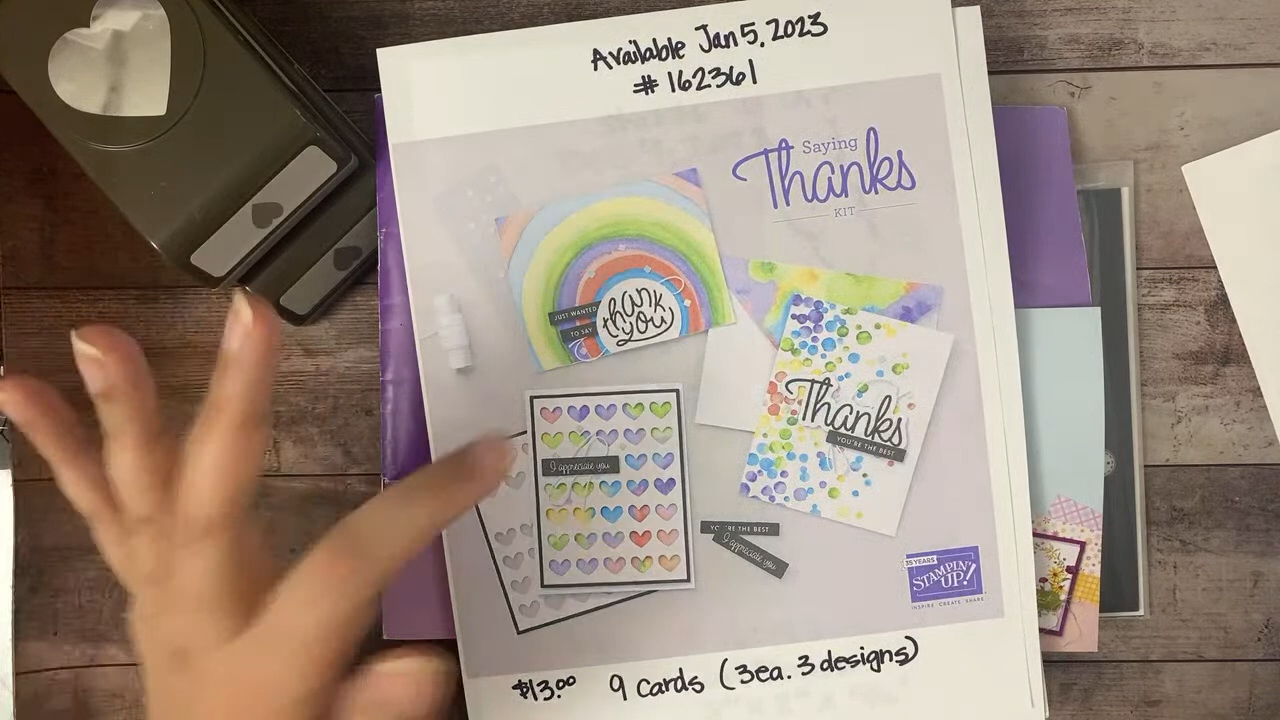 Available Jan 5, 2023
# 162361
Saying
Thanks
KIT
JUST WANTED
TO SAY
thank
you
Thanks
YOU'RE THE BEST
I appreciate you
YOU'RE THE BEST
I appreciate you
35 YEARS
STAMPIN'
UP!
INSPIRE. CREATE. SHARE.
$13.00 9 cards (3ea. 3 designs)